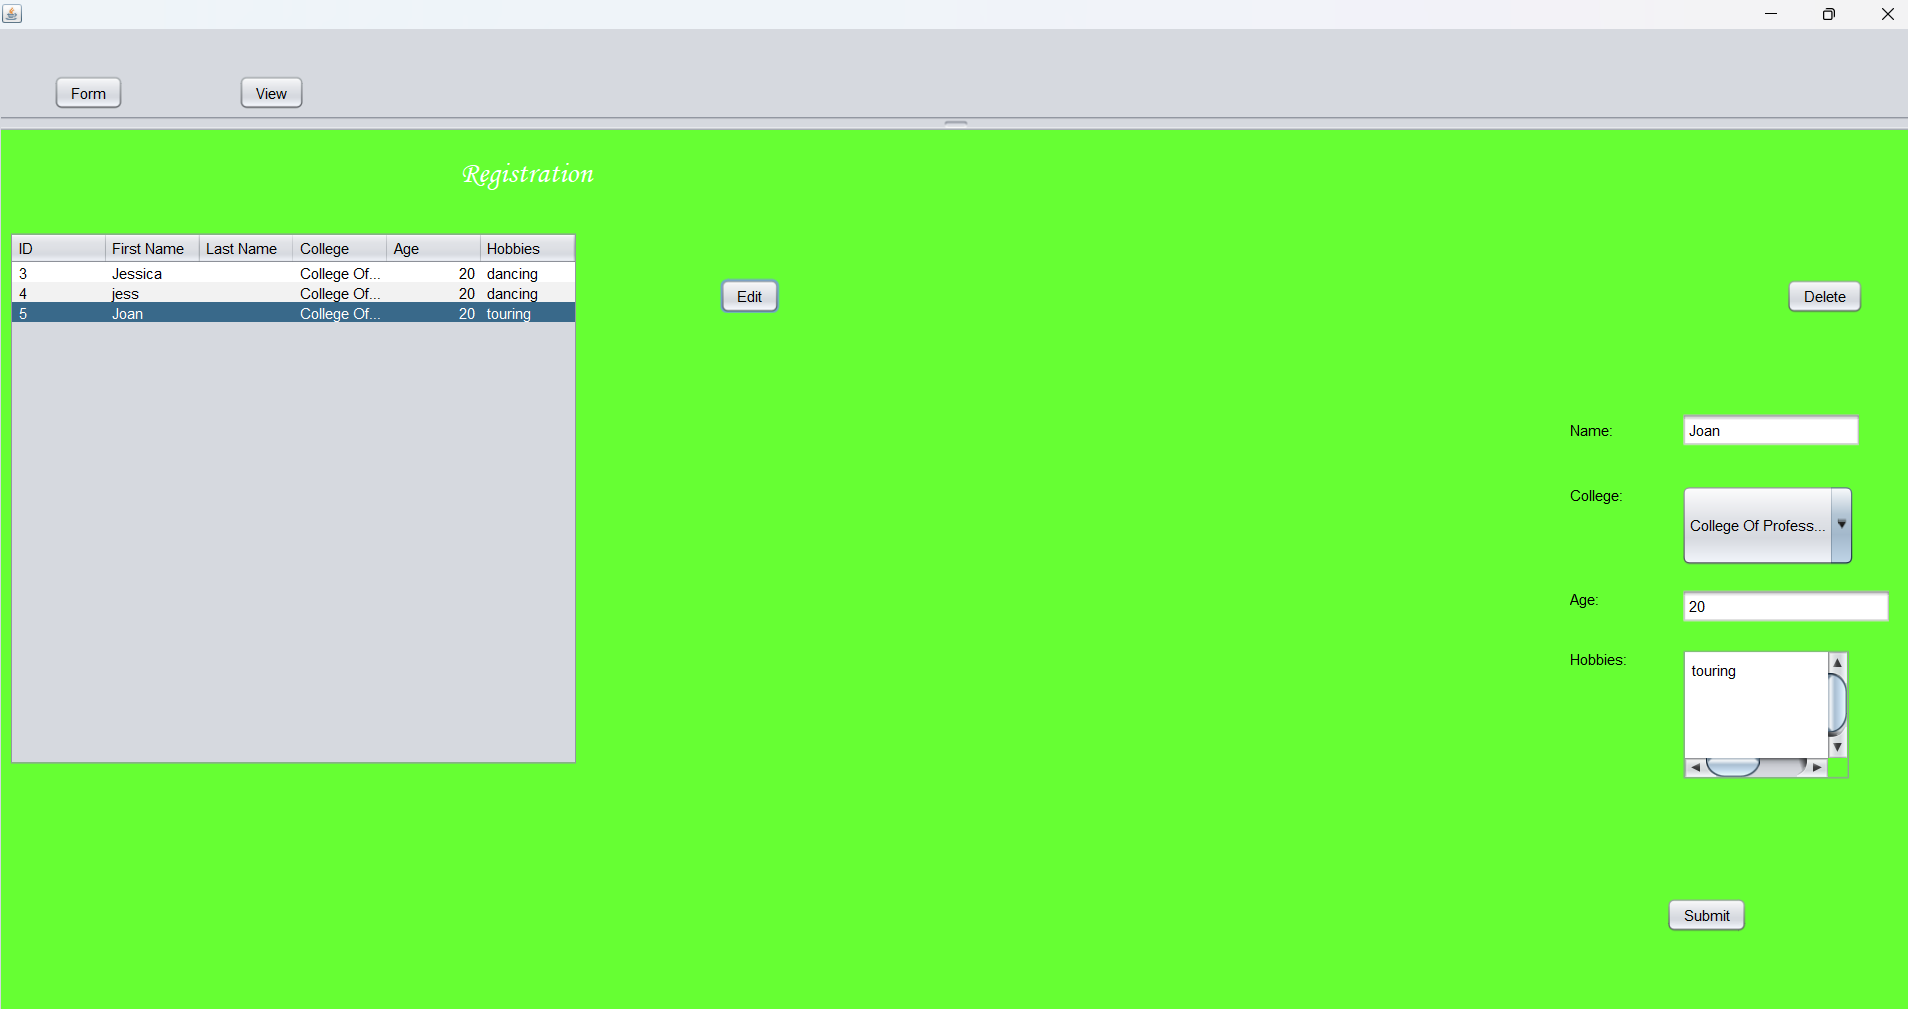 Form View
Registration
ID First Name Last Name College Age Hobbies
3 Jessica College Of... 20 dancing
4 jess College Of... 20 dancing
5 Joan College Of... 20 touring
Edit
Delete
Name: Joan
College: College Of Profess...
Age: 20
Hobbies: touring
Submit